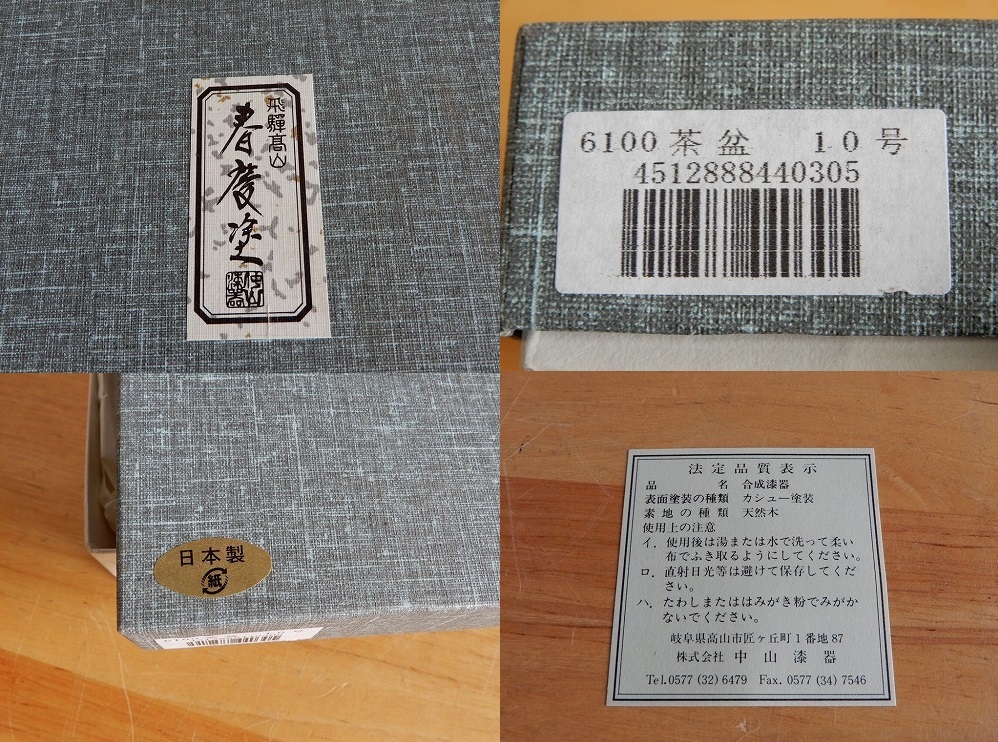 飛騨髙山
春慶塗
中山
漆器
6100 茶盆 10号
4512888440305
日本製
紙
法定品質表示
品名 合成漆器
表面塗装の種類 カシュー塗装
素地の種類 天然木
使用上の注意
イ．使用後は湯または水で洗って柔い
布でふき取るようにしてください。
ロ．直射日光等は避けて保存してくだ
さい。
ハ．たわしまたははみがき粉でみがか
ないでください。
岐阜県高山市匠ヶ丘町1番地87
株式会社 中山漆器
Tel.0577 (32) 6479 Fax. 0577 (34) 7546